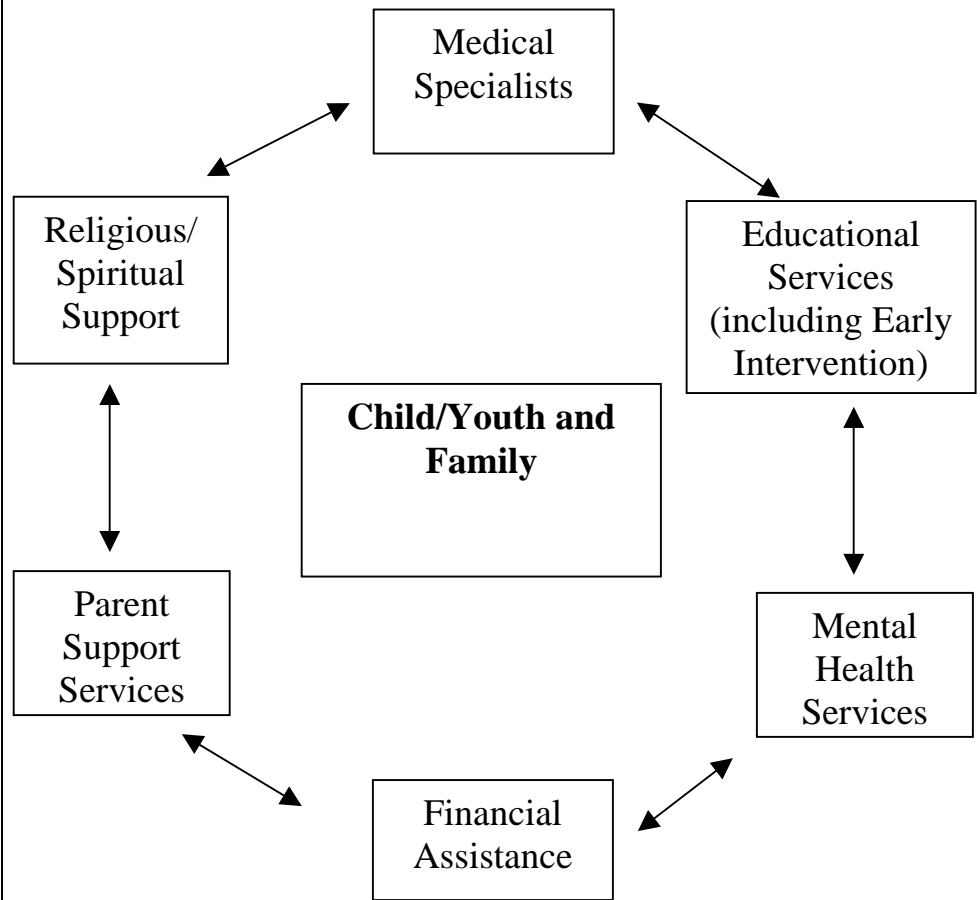 Medical
Specialists
Religious/
Spiritual
Support
Educational
Services
(including Early
Intervention)
Child/Youth and
Family
Parent
Support
Services
Mental
Health
Services
Financial
Assistance